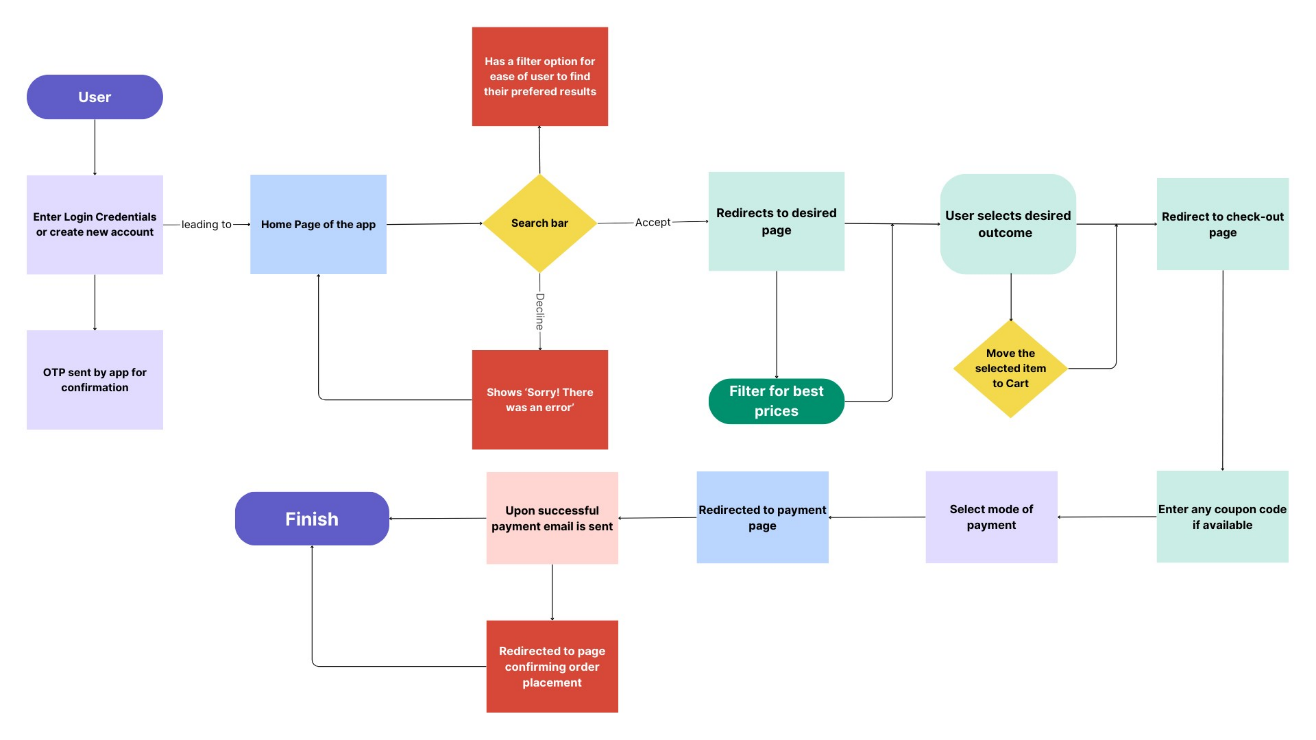 Has a filter option for
ease of user to find
their prefered results
User
Enter Login Credentials
or create new account
leading to
Home Page of the app
Search bar
Accept
Redirects to desired
page
User selects desired
outcome
Redirect to check-out
page
Decline
OTP sent by app for
confirmation
Shows ‘Sorry! There
was an error’
Filter for best
prices
Move the
selected item
to Cart
Finish
Upon successful
payment email is sent
Redirected to payment
page
Select mode of
payment
Enter any coupon code
if available
Redirected to page
confirming order
placement